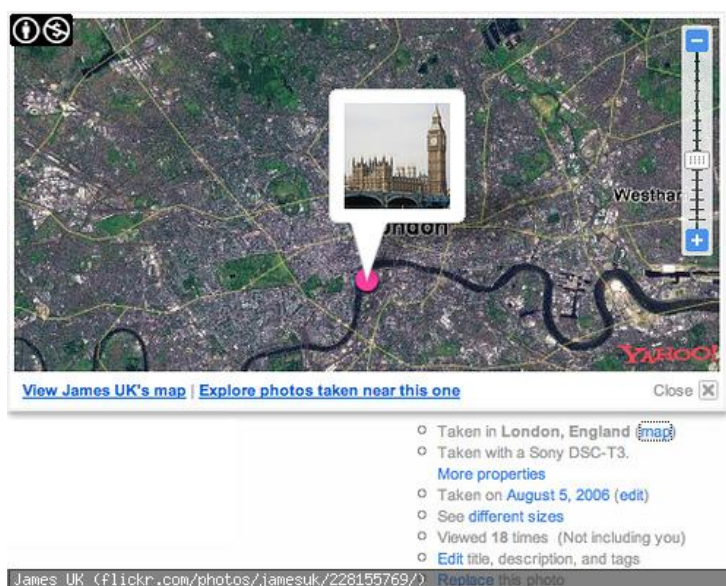 Westha
London
YAHOO!
View James UK's map | Explore photos taken near this one
Close
Taken in London, England (map)
Taken with a Sony DSC-T3.
More properties
Taken on August 5, 2006 (edit)
See different sizes
Viewed 18 times (Not including you)
Edit title, description, and tags
James UK (flickr.com/photos/jamesuk/228155769/)
Replace this photo